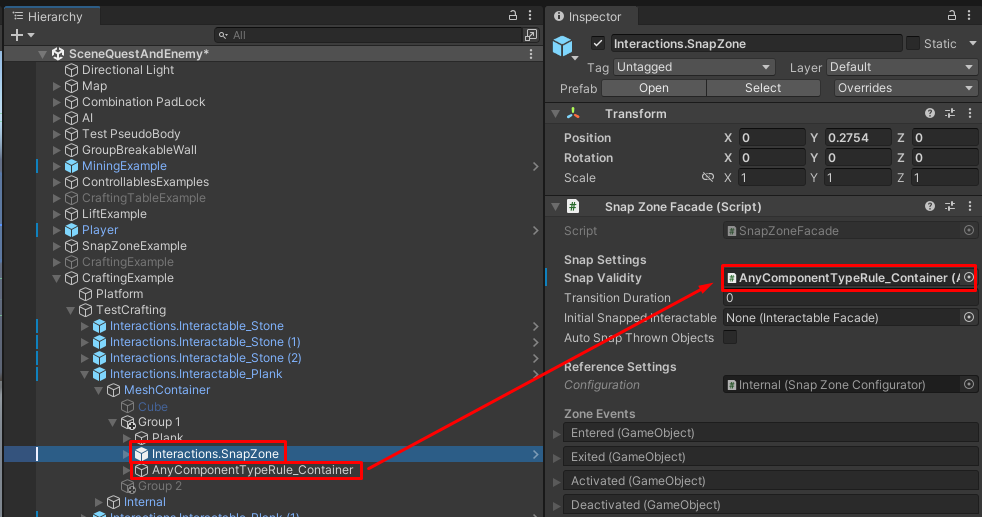 Hierarchy
All
SceneQuestAndEnemy*
Directional Light
Map
Combination PadLock
AI
Test PseudoBody
GroupBreakableWall
MiningExample
ControllablesExamples
CraftingTableExample
LiftExample
Player
SnapZoneExample
CraftingExample
CraftingExample
Platform
TestCrafting
Interactions.Interactable_Stone
Interactions.Interactable_Stone (1)
Interactions.Interactable_Stone (2)
Interactions.Interactable_Plank
MeshContainer
Cube
Group 1
Plank
Interactions.SnapZone
AnyComponentTypeRule_Container
Group 2
Internal
Interactions.Interactable_Plank (1)
Inspector
Interactions.SnapZone Static
Tag Untagged Layer Default
Prefab Open Select Overrides
Transform
Position X 0 Y 0.2754 Z 0
Rotation X 0 Y 0 Z 0
Scale X 1 Y 1 Z 1
Snap Zone Facade (Script)
Script SnapZoneFacade
Snap Settings
Snap Validity AnyComponentTypeRule_Container (A
Transition Duration 0
Initial Snapped Interactable None (Interactable Facade)
Auto Snap Thrown Objects
Reference Settings
Configuration Internal (Snap Zone Configurator)
Zone Events
Entered (GameObject)
Exited (GameObject)
Activated (GameObject)
Deactivated (GameObject)